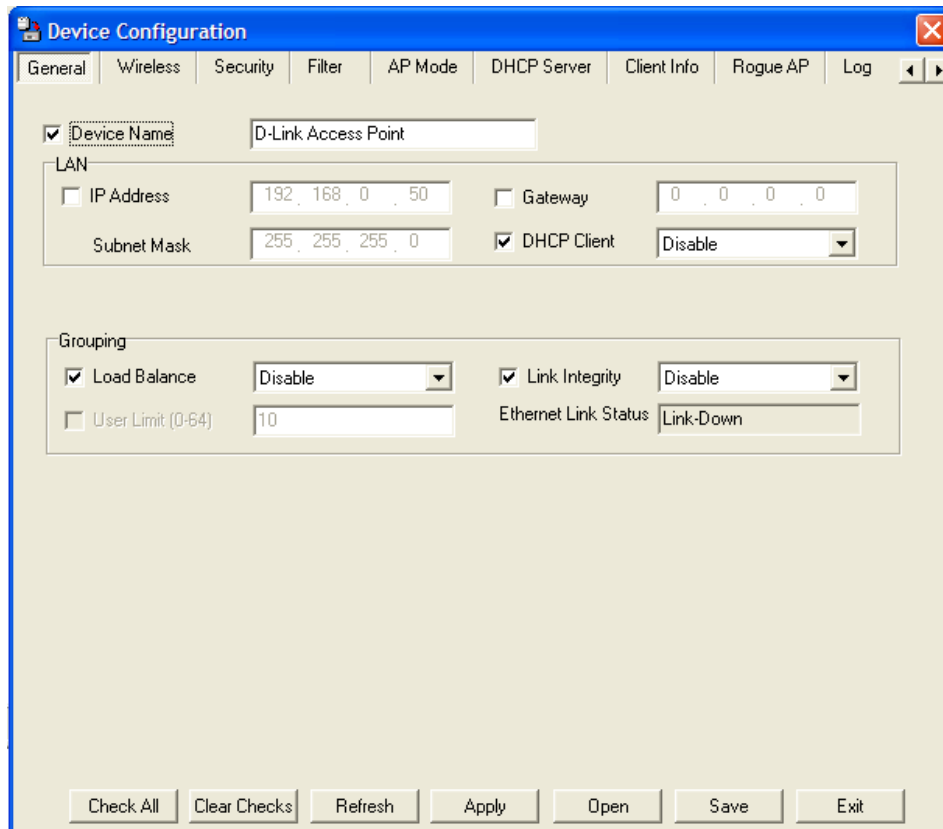 Device Configuration
General Wireless Security Filter AP Mode DHCP Server Client Info Rogue AP Log
Device Name D-Link Access Point
LAN
IP Address 192 . 168 . 0 . 50 Gateway 0 . 0 . 0 . 0
Subnet Mask 255 . 255 . 255 . 0 DHCP Client Disable
Grouping
Load Balance Disable Link Integrity Disable
User Limit (0-64) 10 Ethernet Link Status Link-Down
Check All Clear Checks Refresh Apply Open Save Exit